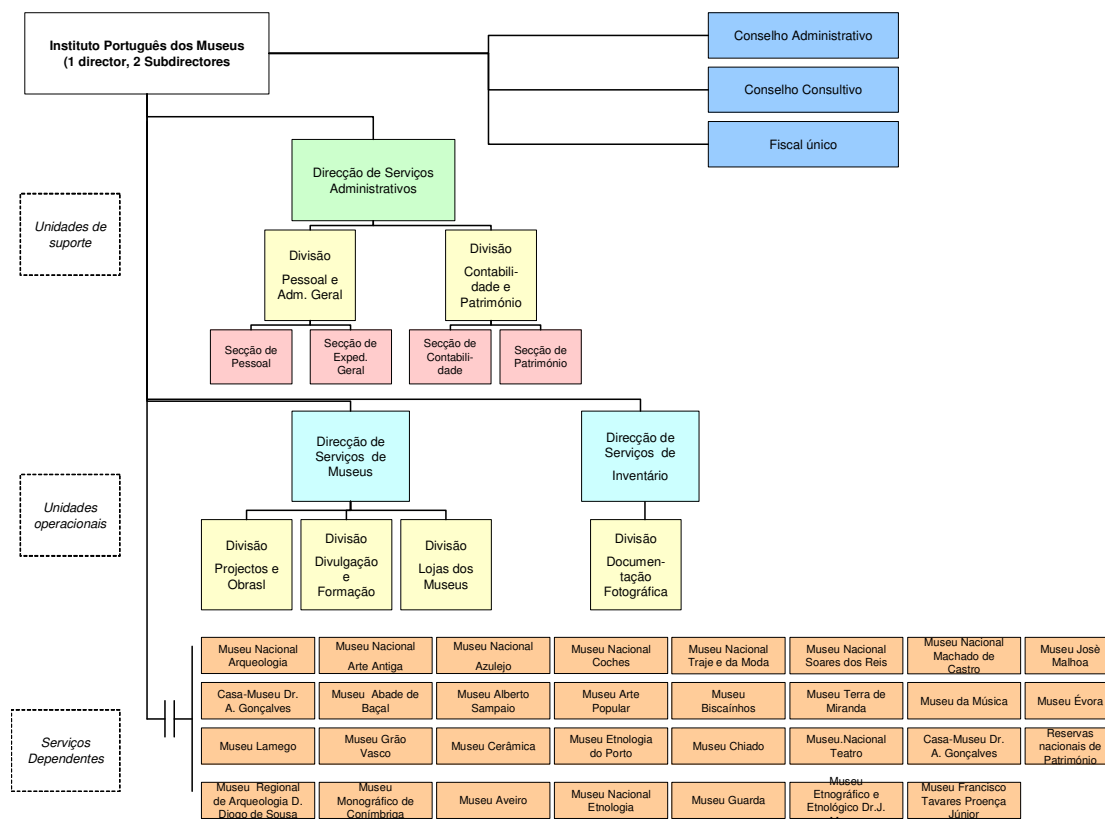 Instituto Português dos Museus
(1 director, 2 Subdirectores
Conselho Administrativo
Conselho Consultivo
Fiscal único
Direcção de Serviços
Administrativos
Unidades de
suporte
Divisão
Pessoal e
Adm. Geral
Divisão
Contabili-
dade e
Património
Secção de
Pessoal
Secção de
Exped.
Geral
Secção de
Contabili-
dade
Secção de
Património
Direcção de
Serviços de
Museus
Direcção de
Serviços de
Inventário
Unidades
operacionais
Divisão
Projectos e
Obrasl
Divisão
Divulgação
e
Formação
Divisão
Lojas dos
Museus
Divisão
Documen-
tação
Fotográfica
Museu Nacional
Arqueologia
Museu Nacional
Arte Antiga
Museu Nacional
Azulejo
Museu Nacional
Coches
Museu Nacional
Traje e da Moda
Museu Nacional
Soares dos Reis
Museu Nacional
Machado de
Castro
Museu Josè
Malhoa
Casa-Museu Dr.
A. Gonçalves
Museu Abade de
Baçal
Museu Alberto
Sampaio
Museu Arte
Popular
Museu
Biscaínhos
Museu Terra de
Miranda
Museu da Música
Museu Évora
Serviços
Dependentes
Museu Lamego
Museu Grão
Vasco
Museu Cerâmica
Museu Etnologia
do Porto
Museu Chiado
Museu.Nacional
Teatro
Casa-Museu Dr.
A. Gonçalves
Reservas
nacionais de
Património
Museu Regional
de Arqueologia D.
Diogo de Sousa
Museu
Monográfico de
Conímbriga
Museu Aveiro
Museu Nacional
Etnologia
Museu Guarda
Museu
Etnográfico e
Etnológico Dr.J.
Museu Francisco
Tavares Proença
Júnior